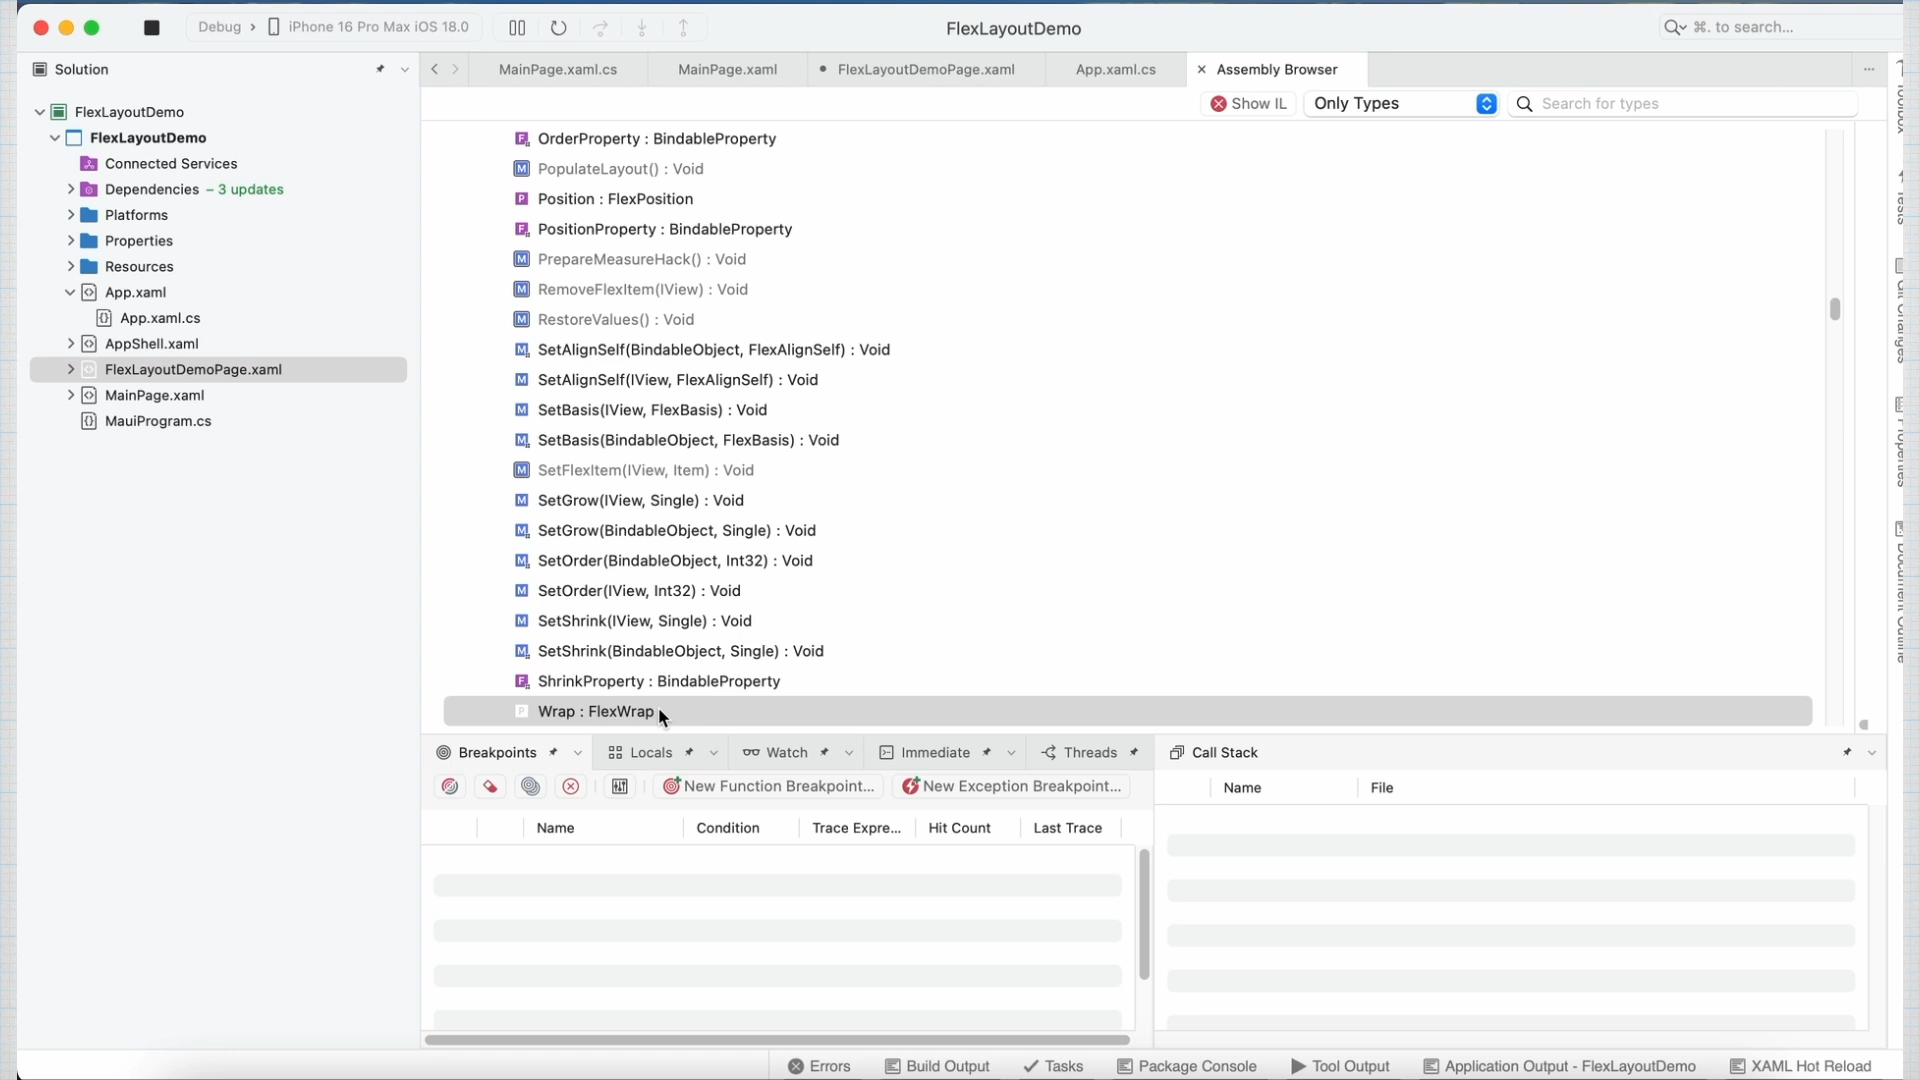 Debug > iPhone 16 Pro Max iOS 18.0
FlexLayoutDemo
⌘. to search...
Solution
MainPage.xaml.cs
MainPage.xaml
FlexLayoutDemoPage.xaml
App.xaml.cs
Assembly Browser
Show IL
Only Types
Search for types
FlexLayoutDemo
FlexLayoutDemo
Connected Services
Dependencies – 3 updates
Platforms
Properties
Resources
App.xaml
App.xaml.cs
AppShell.xaml
FlexLayoutDemoPage.xaml
MainPage.xaml
MauiProgram.cs
OrderProperty : BindableProperty
PopulateLayout() : Void
Position : FlexPosition
PositionProperty : BindableProperty
PrepareMeasureHack() : Void
RemoveFlexItem(IView) : Void
RestoreValues() : Void
SetAlignSelf(BindableObject, FlexAlignSelf) : Void
SetAlignSelf(IView, FlexAlignSelf) : Void
SetBasis(IView, FlexBasis) : Void
SetBasis(BindableObject, FlexBasis) : Void
SetFlexItem(IView, Item) : Void
SetGrow(IView, Single) : Void
SetGrow(BindableObject, Single) : Void
SetOrder(BindableObject, Int32) : Void
SetOrder(IView, Int32) : Void
SetShrink(IView, Single) : Void
SetShrink(BindableObject, Single) : Void
ShrinkProperty : BindableProperty
Wrap : FlexWrap
Breakpoints
Locals
Watch
Immediate
Threads
Call Stack
New Function Breakpoint...
New Exception Breakpoint...
Name
Condition
Trace Expre...
Hit Count
Last Trace
Name
File
Errors
Build Output
Tasks
Package Console
Tool Output
Application Output - FlexLayoutDemo
XAML Hot Reload